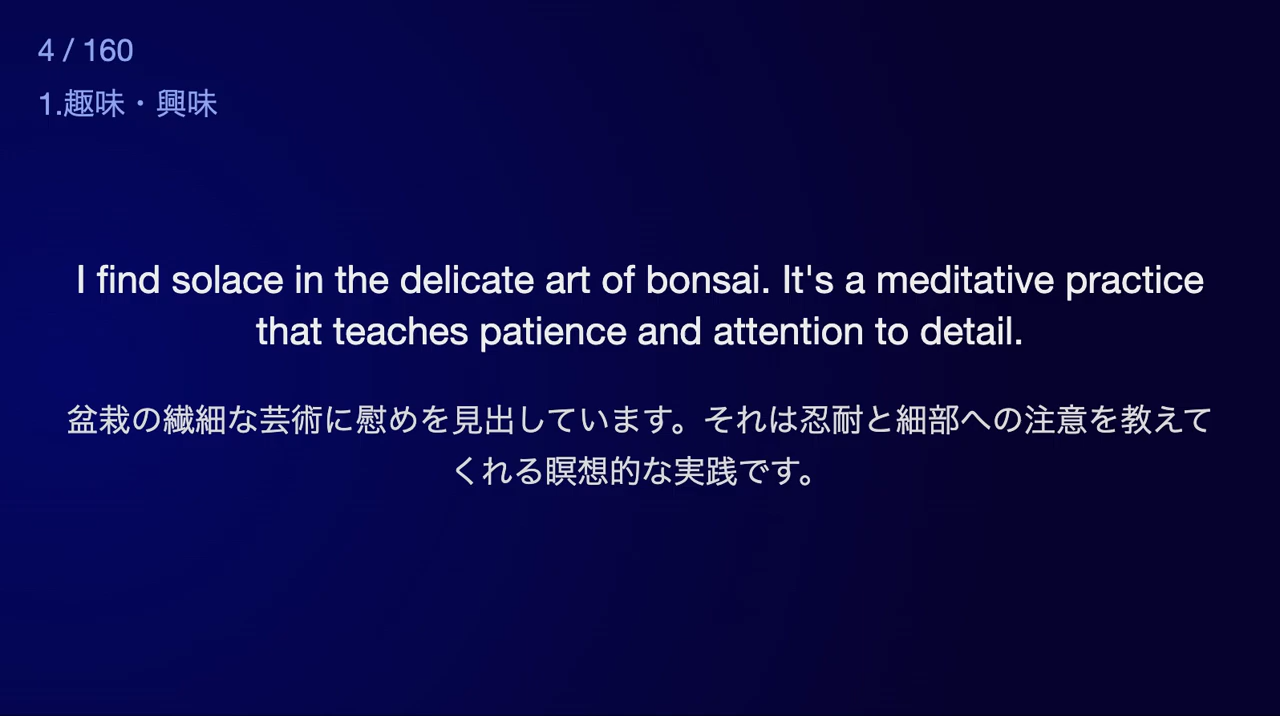 4 / 160
1.趣味・興味
I find solace in the delicate art of bonsai. It's a meditative practice
that teaches patience and attention to detail.
盆栽の繊細な芸術に慰めを見出しています。それは忍耐と細部への注意を教えて
くれる瞑想的な実践です。